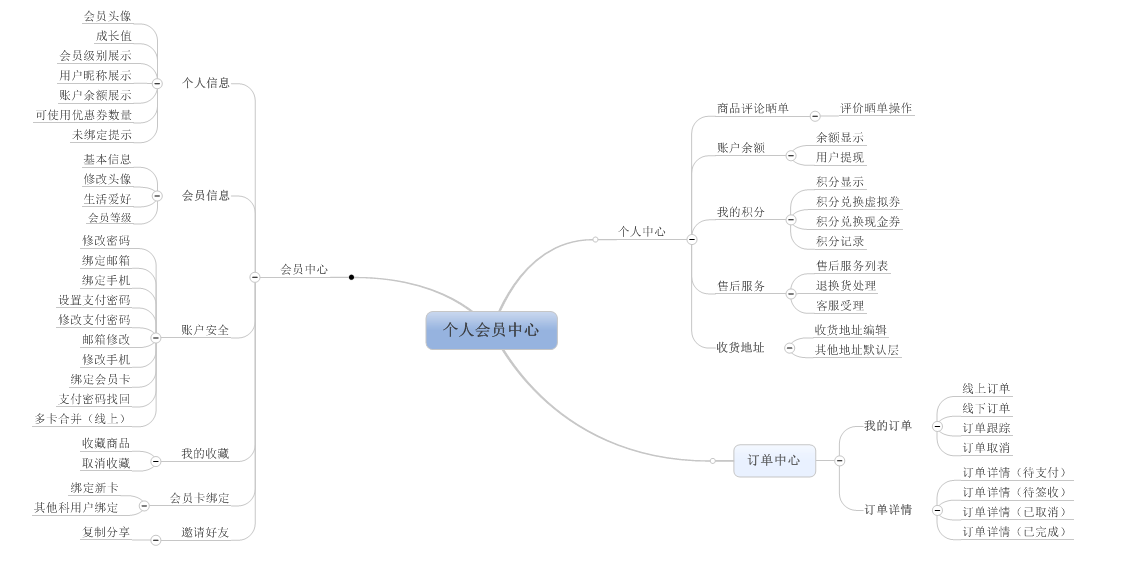 个人会员中心
会员中心
个人信息
会员头像
成长值
会员级别展示
用户昵称展示
账户余额展示
可使用优惠券数量
未绑定提示
会员信息
基本信息
修改头像
生活爱好
会员等级
账户安全
修改密码
绑定邮箱
绑定手机
设置支付密码
修改支付密码
邮箱修改
修改手机
绑定会员卡
支付密码找回
多卡合并（线上）
我的收藏
收藏商品
取消收藏
会员卡绑定
绑定新卡
其他科用户绑定
邀请好友
复制分享
个人中心
商品评论晒单
评价晒单操作
账户余额
余额显示
用户提现
我的积分
积分显示
积分兑换虚拟券
积分兑换现金券
积分记录
售后服务
售后服务列表
退换货处理
客服受理
收货地址
收货地址编辑
其他地址默认层
订单中心
我的订单
线上订单
线下订单
订单跟踪
订单取消
订单详情
订单详情（待支付）
订单详情（待签收）
订单详情（已取消）
订单详情（已完成）